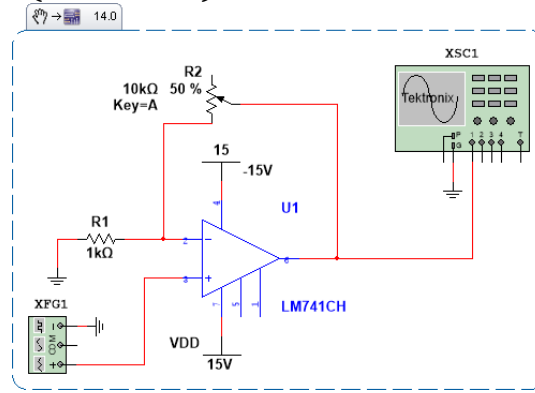 14.0
XSC1
R2
10kΩ 50 %
Key=A
Tektronix
P
G
1 2 3 4 T
15
-15V
4
U1
R1
1kΩ
2
3
6
7
5
1
LM741CH
XFG1
COM
VDD
15V